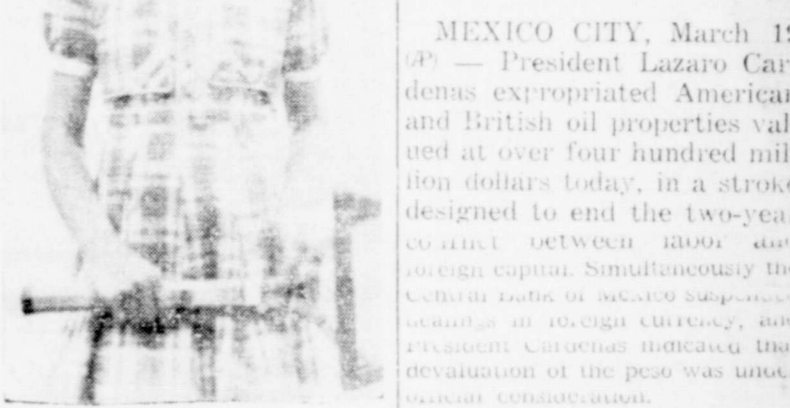 MEXICO CITY, March 19
(AP) — President Lazaro Car-
denas expropriated American
and British oil properties val-
ued at over four hundred mil-
lion dollars today, in a stroke
designed to end the two-year
conflict between labor and
foreign capital. Simultaneously the
Central Bank of Mexico suspended
dealings in foreign currency, and
President Cardenas indicated that
devaluation of the peso was under
official consideration.